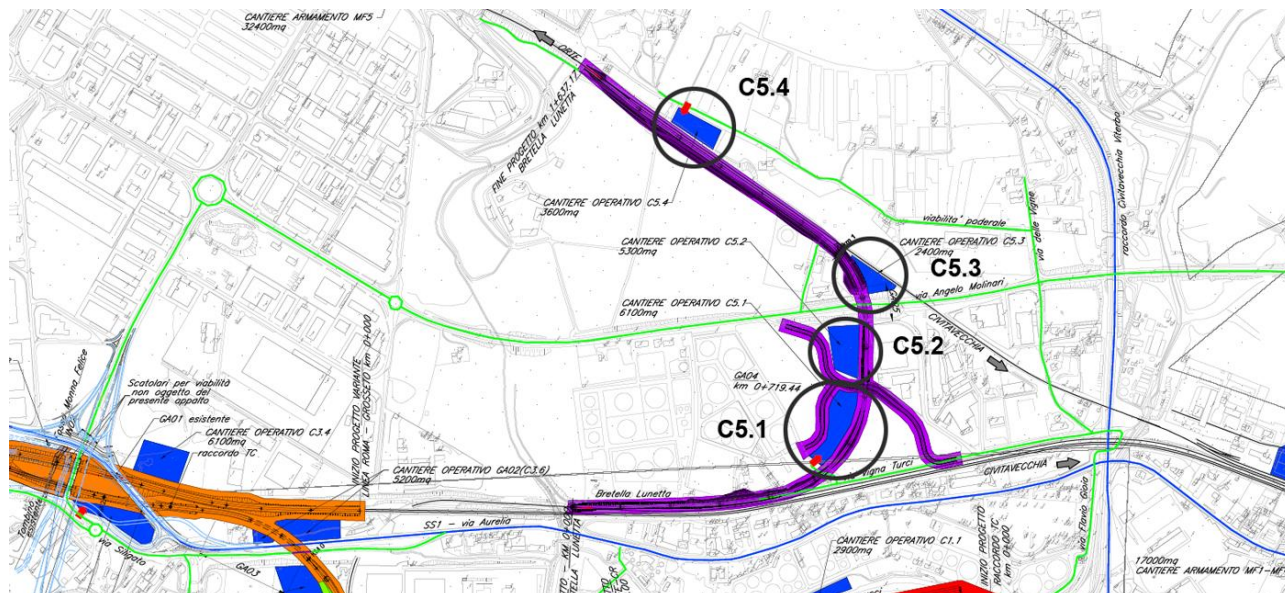 CANTIERE ARMAMENTO MF5
32400mq
ORTE
C5.4
FINE PROGETTO km 1+637.17
BRETELLA LUNETTA
CANTIERE OPERATIVO C5.4
3600mq
viabilita' poderale
via delle Vigne
raccordo Civitavecchia Viterbo
CANTIERE OPERATIVO C5.2
5300mq
CANTIERE OPERATIVO C5.3
2400mq
C5.3
via Angelo Molinari
CANTIERE OPERATIVO C5.1
6100mq
CIVITAVECCHIA
C5.2
GA04
km 0+719.44
C5.1
INIZIO PROGETTO VARIANTE
LINEA ROMA - GROSSETO km 0+000
Scatolari per viabilità
non oggetto del
presente appalto
GA01 esistente
CANTIERE OPERATIVO C3.4
6100mq
raccordo TC
CANTIERE OPERATIVO GA02(C3.6)
5200mq
Vigna Turci
CIVITAVECCHIA
Bretella Lunetta
SS1 - via Aurelia
via Sligato
GA03
CANTIERE OPERATIVO C1.1
2900mq
INIZIO PROGETTO
RACCORDO TC
km 0+000
via Flavio Gioia
17000mq
CANTIERE ARMAMENTO MF1-MF